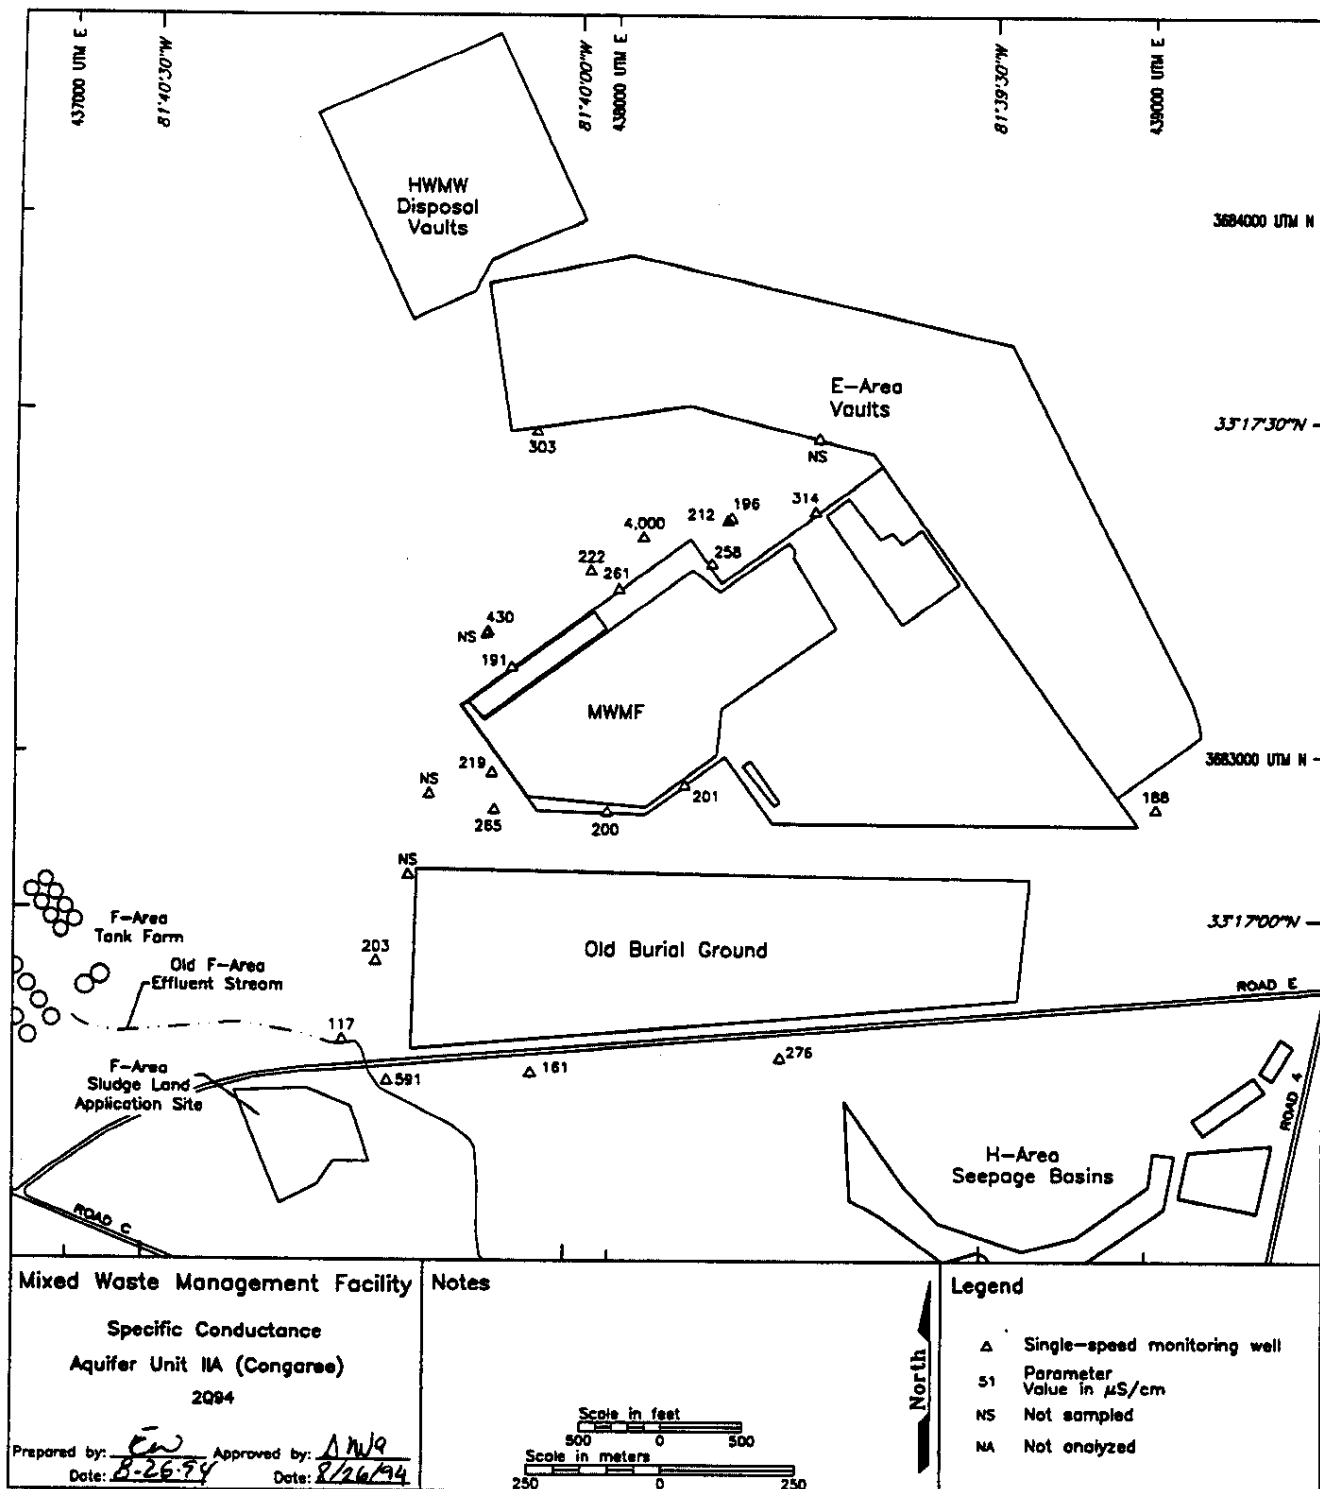 437000 UTM E
81°40'30"W
81°40'00"W
438000 UTM E
81°39'30"W
439000 UTM E
HWMW
Disposal
Vaults
3684000 UTM N
E-Area
Vaults
33°17'30"N
303
NS
314
196
212
4,000
258
222
261
430
NS
191
MWMF
219
NS
265
200
201
3683000 UTM N
188
NS
F-Area
Tank Farm
203
Old Burial Ground
33°17'00"N
Old F-Area
Effluent Stream
ROAD E
117
F-Area
Sludge Land
Application Site
591
161
276
ROAD 4
H-Area
Seepage Basins
ROAD C
Mixed Waste Management Facility
Specific Conductance
Aquifer Unit IIA (Congaree)
2Q94
Prepared by: Approved by:
Date: 8-26-94 Date: 8/26/94
Notes
Scale in feet
500 0 500
Scale in meters
250 0 250
North
Legend
Single-speed monitoring well
51 Parameter
Value in µS/cm
NS Not sampled
NA Not analyzed